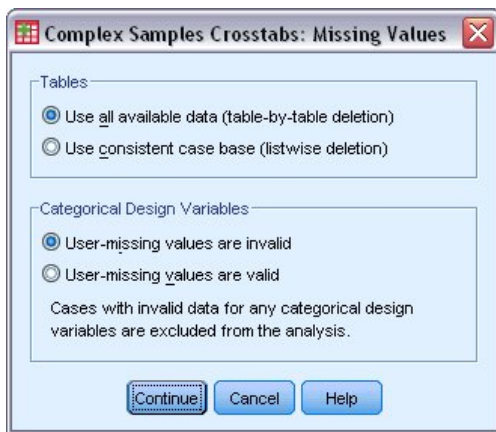 Complex Samples Crosstabs: Missing Values
Tables
Use all available data (table-by-table deletion)
Use consistent case base (listwise deletion)
Categorical Design Variables
User-missing values are invalid
User-missing values are valid
Cases with invalid data for any categorical design
variables are excluded from the analysis.
Continue Cancel Help